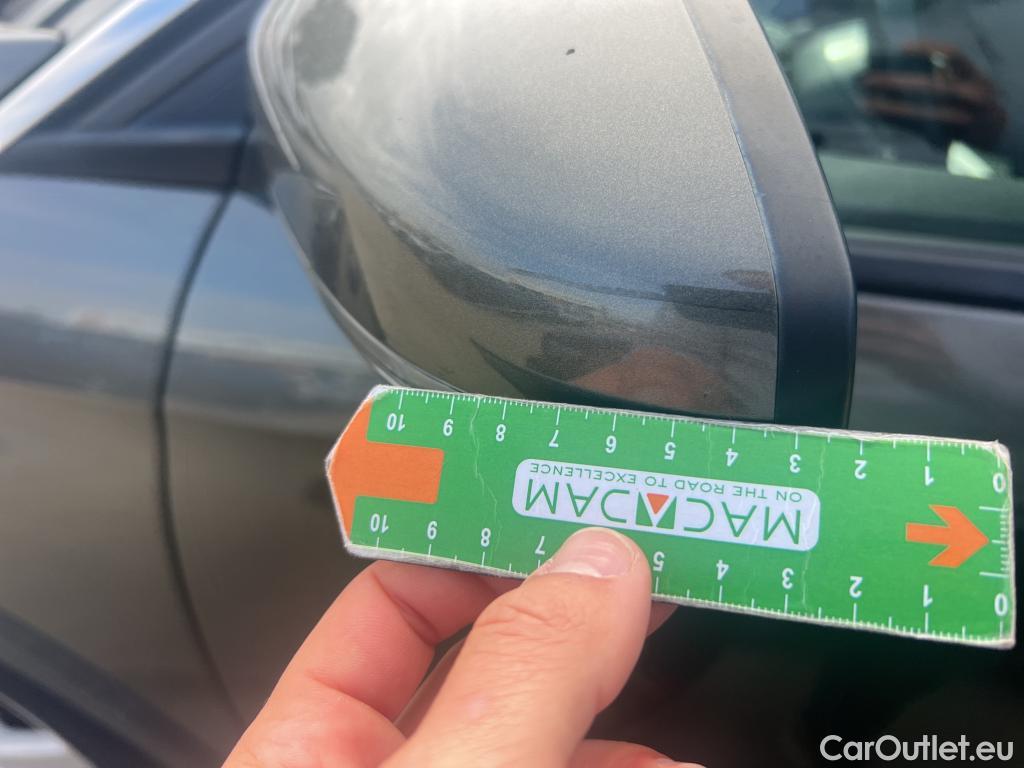 10 9 8 7 6 5 4 3 2 1 0
ON THE ROAD TO EXCELLENCE
MACADAM
10 9 8 7 5 4 3 2 1 0
CarOutlet.eu